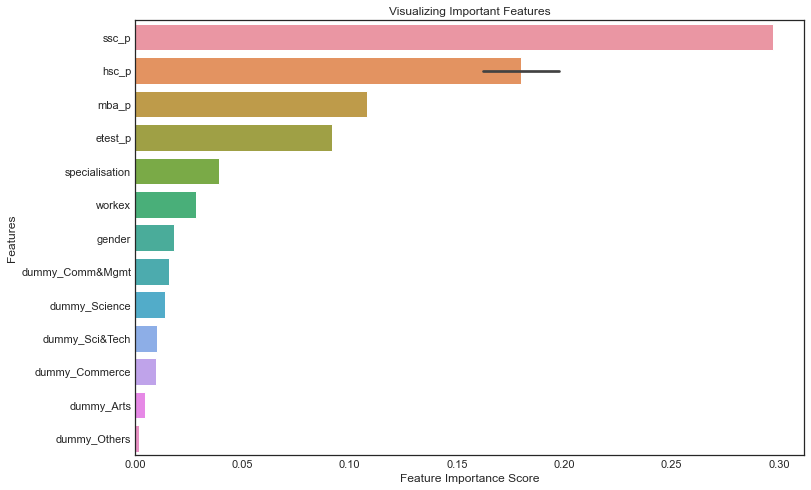 Visualizing Important Features
ssc_p
hsc_p
mba_p
etest_p
specialisation
workex
gender
dummy_Comm&Mgmt
dummy_Science
dummy_Sci&Tech
dummy_Commerce
dummy_Arts
dummy_Others
Features
0.00 0.05 0.10 0.15 0.20 0.25 0.30
Feature Importance Score